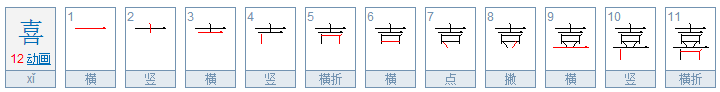 喜 1 2 3 4 5 6 7 8 9 10 11
12 动画
xǐ 横 竖 横 竖 横折 横 点 撇 横 竖 横折